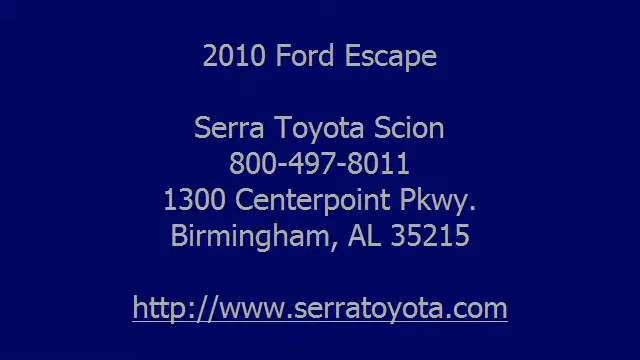 2010 Ford Escape
Serra Toyota Scion
800-497-8011
1300 Centerpoint Pkwy.
Birmingham, AL 35215
http://www.serratoyota.com